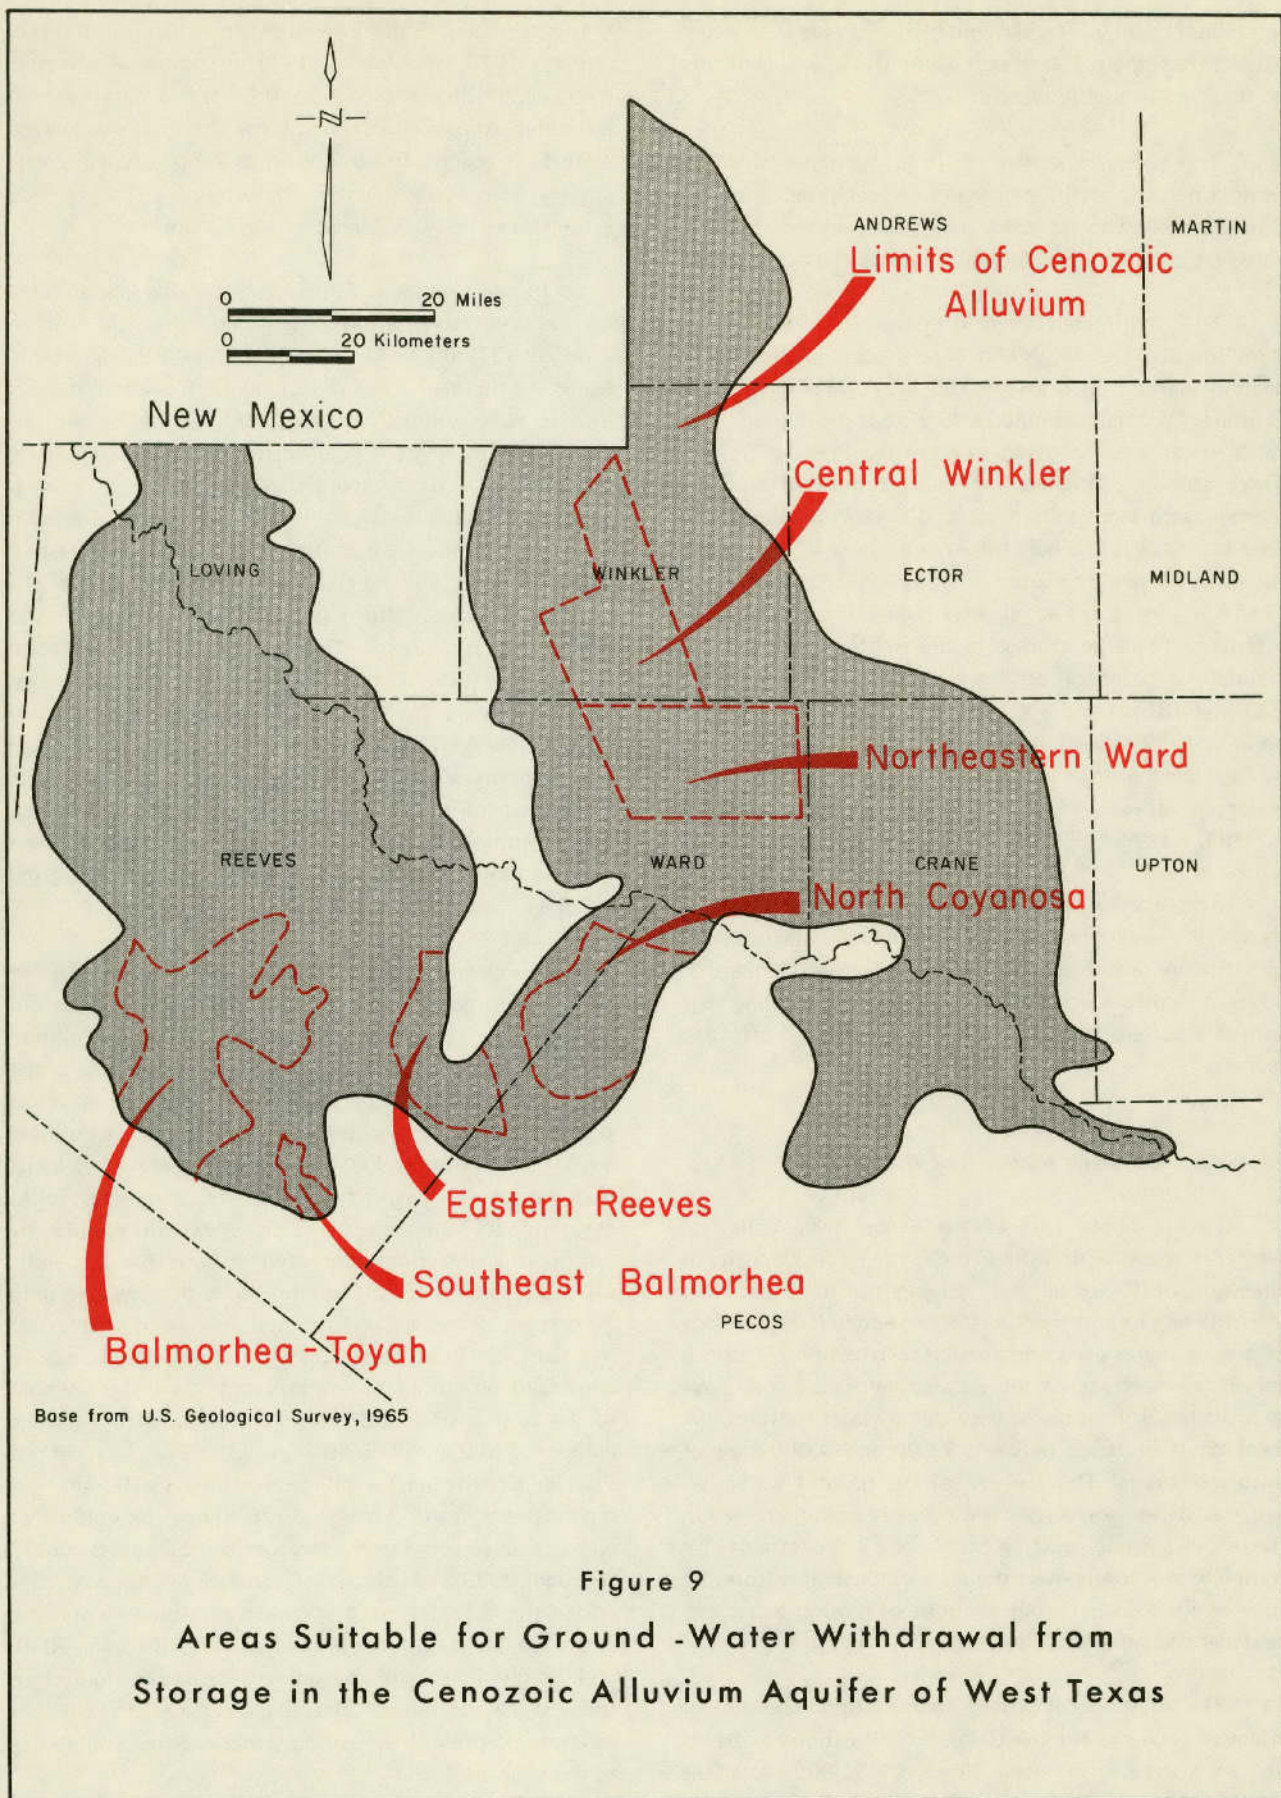 N
0 20 Miles
0 20 Kilometers
New Mexico
ANDREWS
MARTIN
Limits of Cenozoic
Alluvium
Central Winkler
LOVING
WINKLER
ECTOR
MIDLAND
Northeastern Ward
REEVES
WARD
CRANE
UPTON
North Coyanosa
Eastern Reeves
Southeast Balmorhea
PECOS
Balmorhea-Toyah
Base from U.S. Geological Survey, 1965
Figure 9
Areas Suitable for Ground -Water Withdrawal from
Storage in the Cenozoic Alluvium Aquifer of West Texas